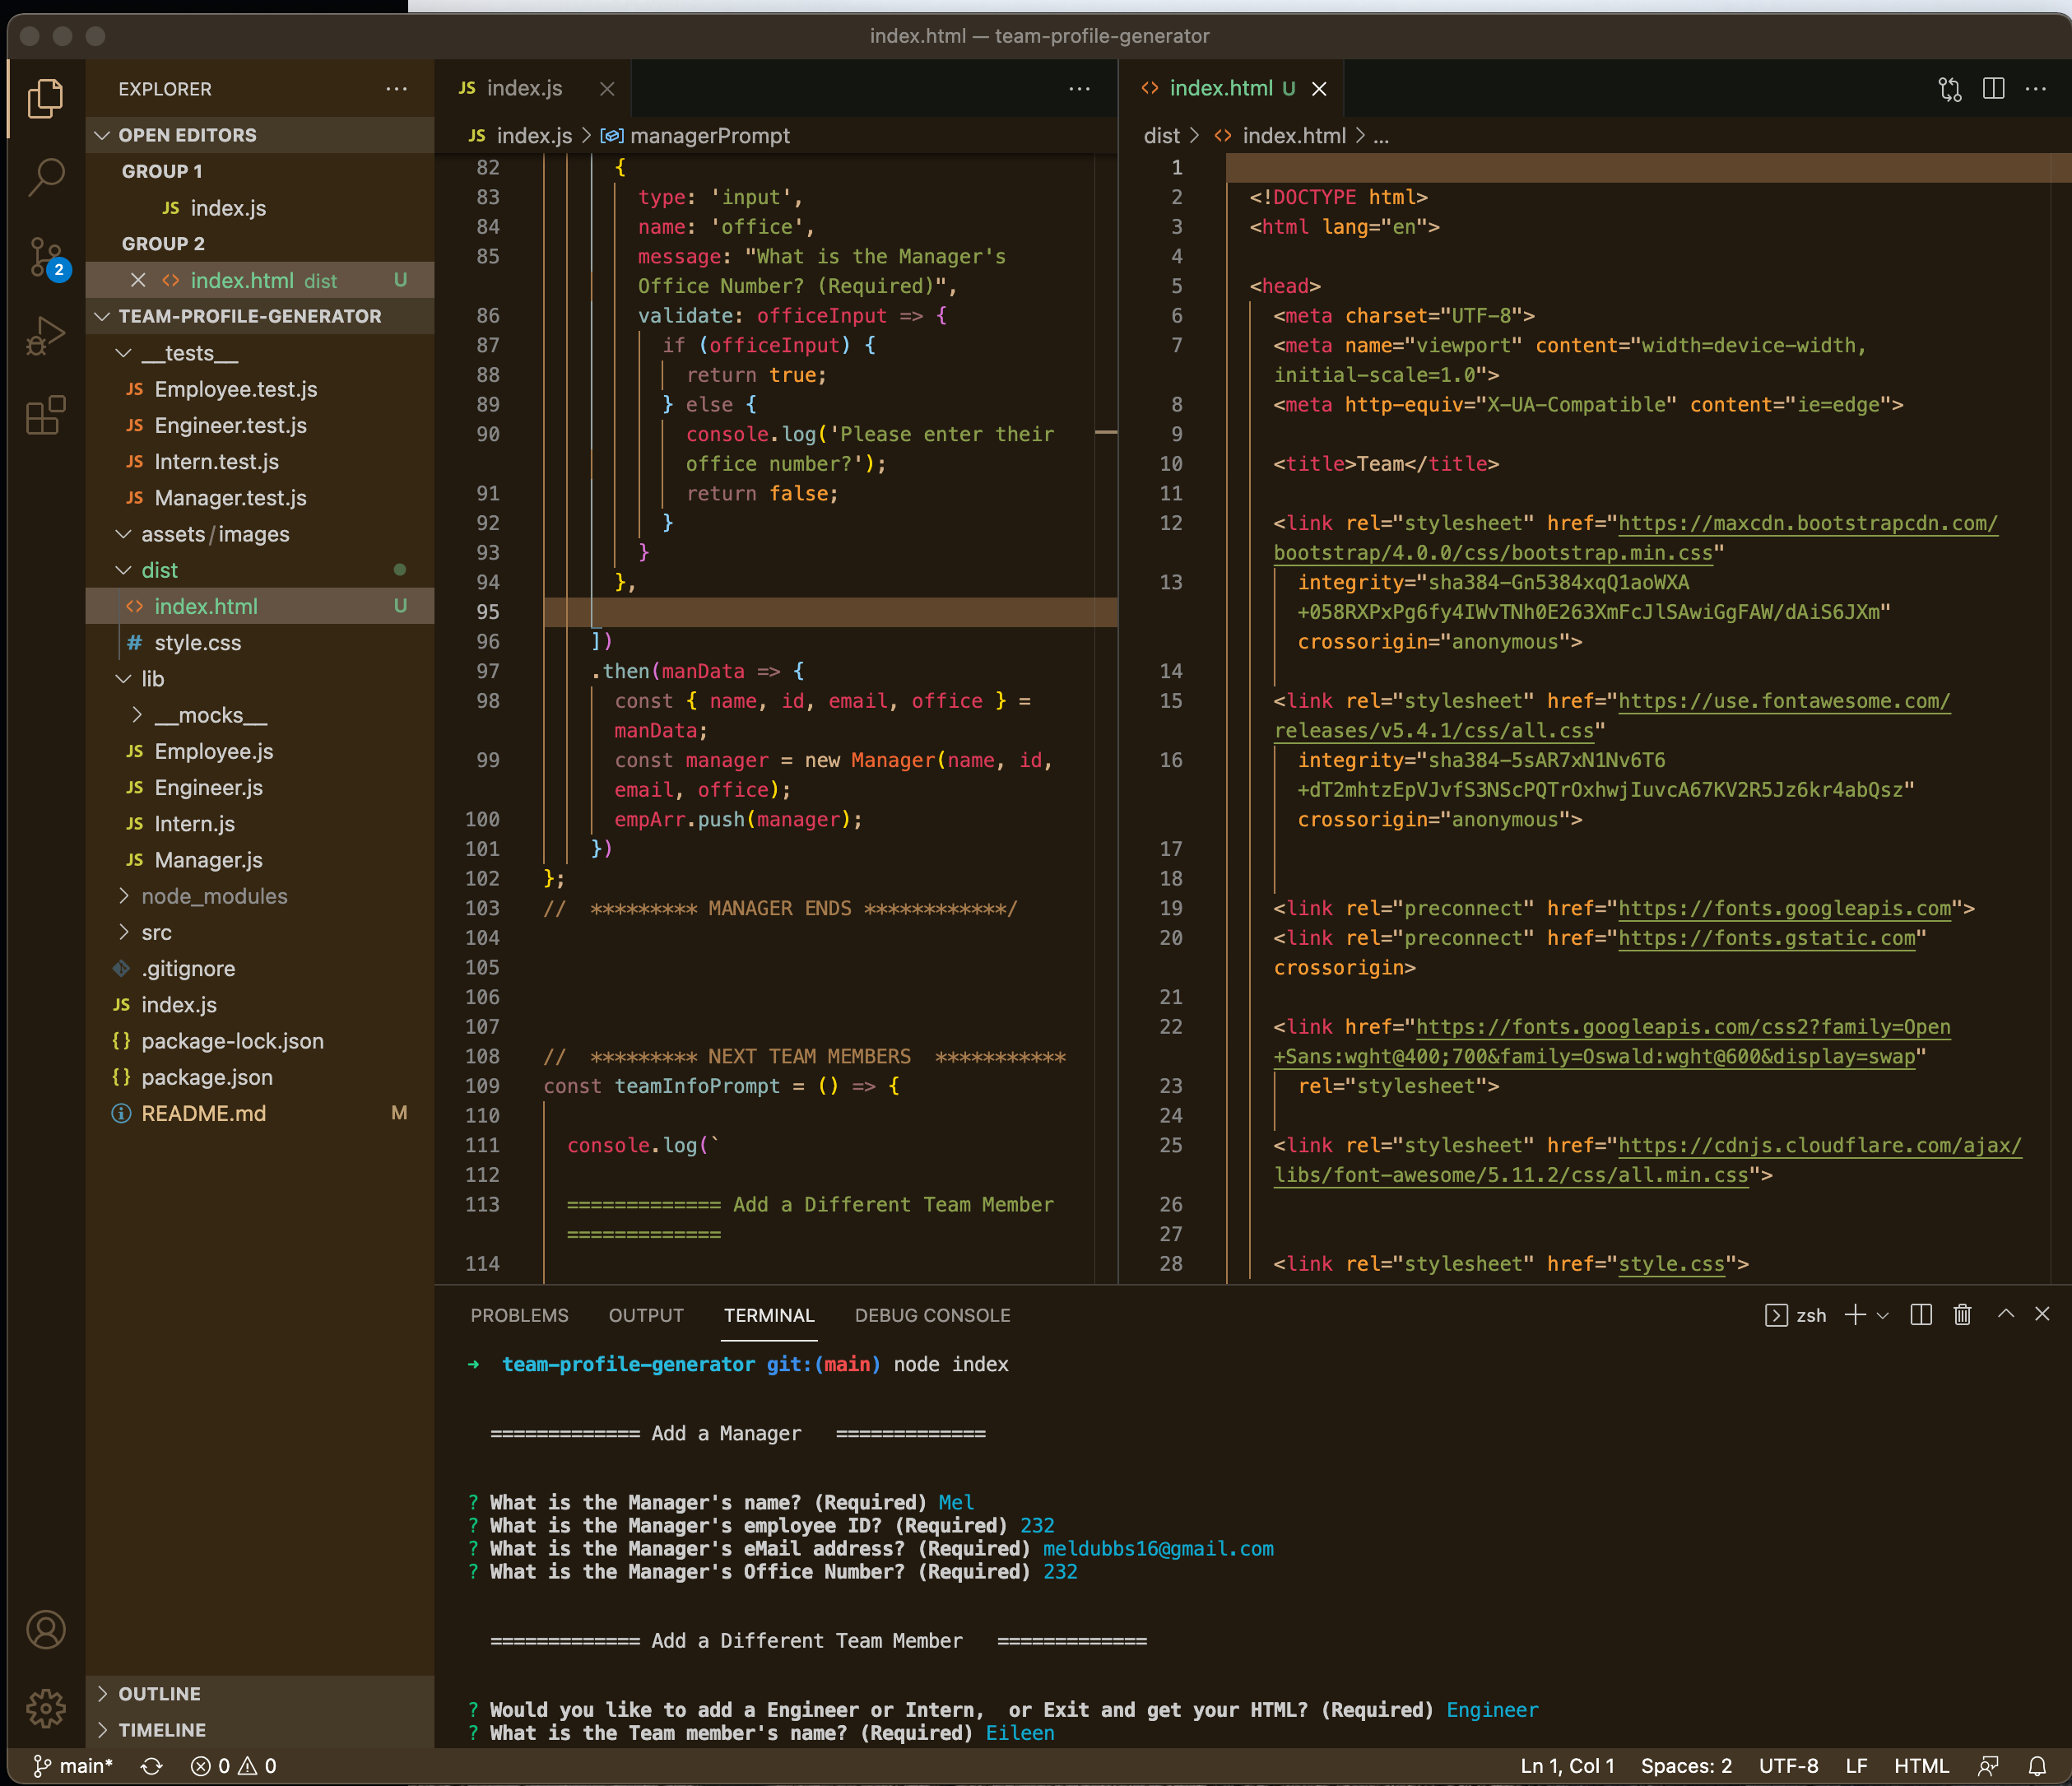 index.html — team-profile-generator
EXPLORER
OPEN EDITORS
GROUP 1
JS index.js
GROUP 2
<> index.html dist U
TEAM-PROFILE-GENERATOR
__tests__
JS Employee.test.js
JS Engineer.test.js
JS Intern.test.js
JS Manager.test.js
assets/images
dist
<> index.html U
# style.css
lib
__mocks__
JS Employee.js
JS Engineer.js
JS Intern.js
JS Manager.js
node_modules
src
.gitignore
JS index.js
{} package-lock.json
{} package.json
README.md M
OUTLINE
TIMELINE
2
JS index.js
JS index.js > managerPrompt
82 {
83 type: 'input',
84 name: 'office',
85 message: "What is the Manager's
Office Number? (Required)",
86 validate: officeInput => {
87 if (officeInput) {
88 return true;
89 } else {
90 console.log('Please enter their
office number?');
91 return false;
92 }
93 }
94 },
95
96 ])
97 .then(manData => {
98 const { name, id, email, office } =
manData;
99 const manager = new Manager(name, id,
email, office);
100 empArr.push(manager);
101 })
102 };
103 //  ********* MANAGER ENDS ************/
104
105
106
107
108 //  ********* NEXT TEAM MEMBERS  ***********
109 const teamInfoPrompt = () => {
110
111 console.log(`
112
113 ============= Add a Different Team Member
=============
114
<> index.html U
dist > <> index.html > ...
1
2 <!DOCTYPE html>
3 <html lang="en">
4
5 <head>
6 <meta charset="UTF-8">
7 <meta name="viewport" content="width=device-width,
initial-scale=1.0">
8 <meta http-equiv="X-UA-Compatible" content="ie=edge">
9
10 <title>Team</title>
11
12 <link rel="stylesheet" href="https://maxcdn.bootstrapcdn.com/
bootstrap/4.0.0/css/bootstrap.min.css"
13 integrity="sha384-Gn5384xqQ1aoWXA
+058RXPxPg6fy4IWvTNh0E263XmFcJlSAwiGgFAW/dAiS6JXm"
crossorigin="anonymous">
14
15 <link rel="stylesheet" href="https://use.fontawesome.com/
releases/v5.4.1/css/all.css"
16 integrity="sha384-5sAR7xN1Nv6T6
+dT2mhtzEpVJvfS3NScPQTrOxhwjIuvcA67KV2R5Jz6kr4abQsz"
crossorigin="anonymous">
17
18
19 <link rel="preconnect" href="https://fonts.googleapis.com">
20 <link rel="preconnect" href="https://fonts.gstatic.com"
crossorigin>
21
22 <link href="https://fonts.googleapis.com/css2?family=Open
+Sans:wght@400;700&family=Oswald:wght@600&display=swap"
23 rel="stylesheet">
24
25 <link rel="stylesheet" href="https://cdnjs.cloudflare.com/ajax/
libs/font-awesome/5.11.2/css/all.min.css">
26
27
28 <link rel="stylesheet" href="style.css">
PROBLEMS OUTPUT TERMINAL DEBUG CONSOLE
zsh
→ team-profile-generator git:(main) node index
============= Add a Manager   =============
? What is the Manager's name? (Required) Mel
? What is the Manager's employee ID? (Required) 232
? What is the Manager's eMail address? (Required) meldubbs16@gmail.com
? What is the Manager's Office Number? (Required) 232
============= Add a Different Team Member   =============
? Would you like to add a Engineer or Intern,  or Exit and get your HTML? (Required) Engineer
? What is the Team member's name? (Required) Eileen
main* 0 0
Ln 1, Col 1 Spaces: 2 UTF-8 LF HTML